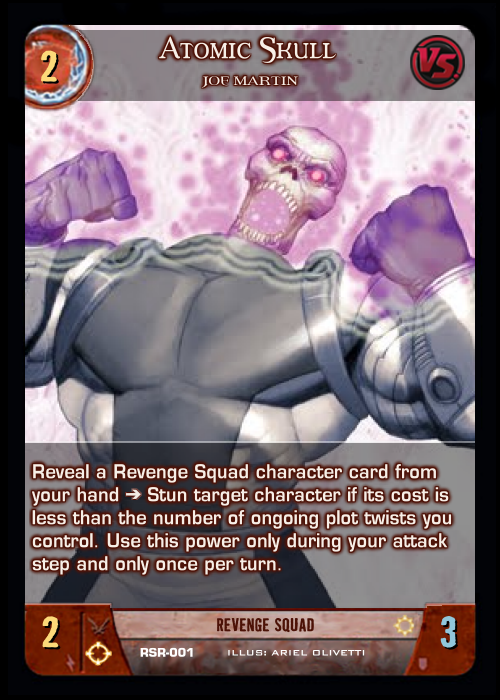 2
Atomic Skull
VS
Joe Martin
Reveal a Revenge Squad character card from
your hand → Stun target character if its cost is
less than the number of ongoing plot twists you
control. Use this power only during your attack
step and only once per turn.
2
REVENGE SQUAD
3
RSR-001 ILLUS: ARIEL OLIVETTI